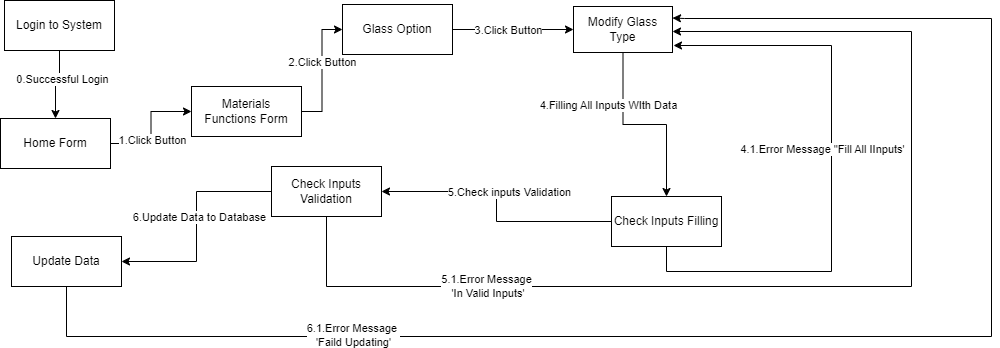 Login to System
0.Successful Login
Home Form
1.Click Button
Materials
Functions Form
2.Click Button
Glass Option
3.Click Button
Modify Glass
Type
4.Filling All Inputs WIth Data
4.1.Error Message "Fill All IInputs'
Check Inputs Filling
5.Check inputs Validation
Check Inputs
Validation
5.1.Error Message
'In Valid Inputs'
6.Update Data to Database
Update Data
6.1.Error Message
'Faild Updating'